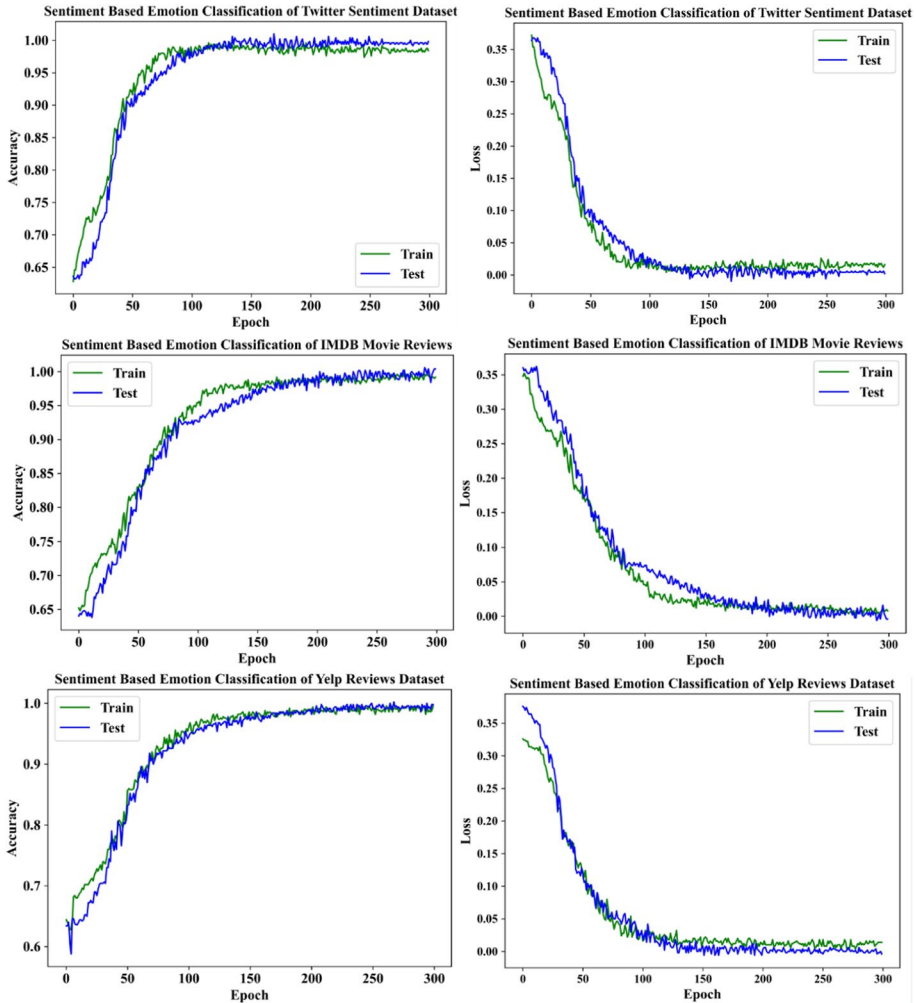 Sentiment Based Emotion Classification of Twitter Sentiment Dataset
1.00
0.95
0.90
0.85
0.80
0.75
0.70
0.65
Accuracy
Train
Test
0 50 100 150 200 250 300
Epoch
Sentiment Based Emotion Classification of Twitter Sentiment Dataset
0.35
0.30
0.25
0.20
0.15
0.10
0.05
0.00
Loss
Train
Test
0 50 100 150 200 250 300
Epoch
Sentiment Based Emotion Classification of IMDB Movie Reviews
1.00
0.95
0.90
0.85
0.80
0.75
0.70
0.65
Accuracy
Train
Test
0 50 100 150 200 250 300
Epoch
Sentiment Based Emotion Classification of IMDB Movie Reviews
0.35
0.30
0.25
0.20
0.15
0.10
0.05
0.00
Loss
Train
Test
0 50 100 150 200 250 300
Epoch
Sentiment Based Emotion Classification of Yelp Reviews Dataset
1.0
0.9
0.8
0.7
0.6
Accuracy
Train
Test
0 50 100 150 200 250 300
Epoch
Sentiment Based Emotion Classification of Yelp Reviews Dataset
0.35
0.30
0.25
0.20
0.15
0.10
0.05
0.00
Loss
Train
Test
0 50 100 150 200 250 300
Epoch